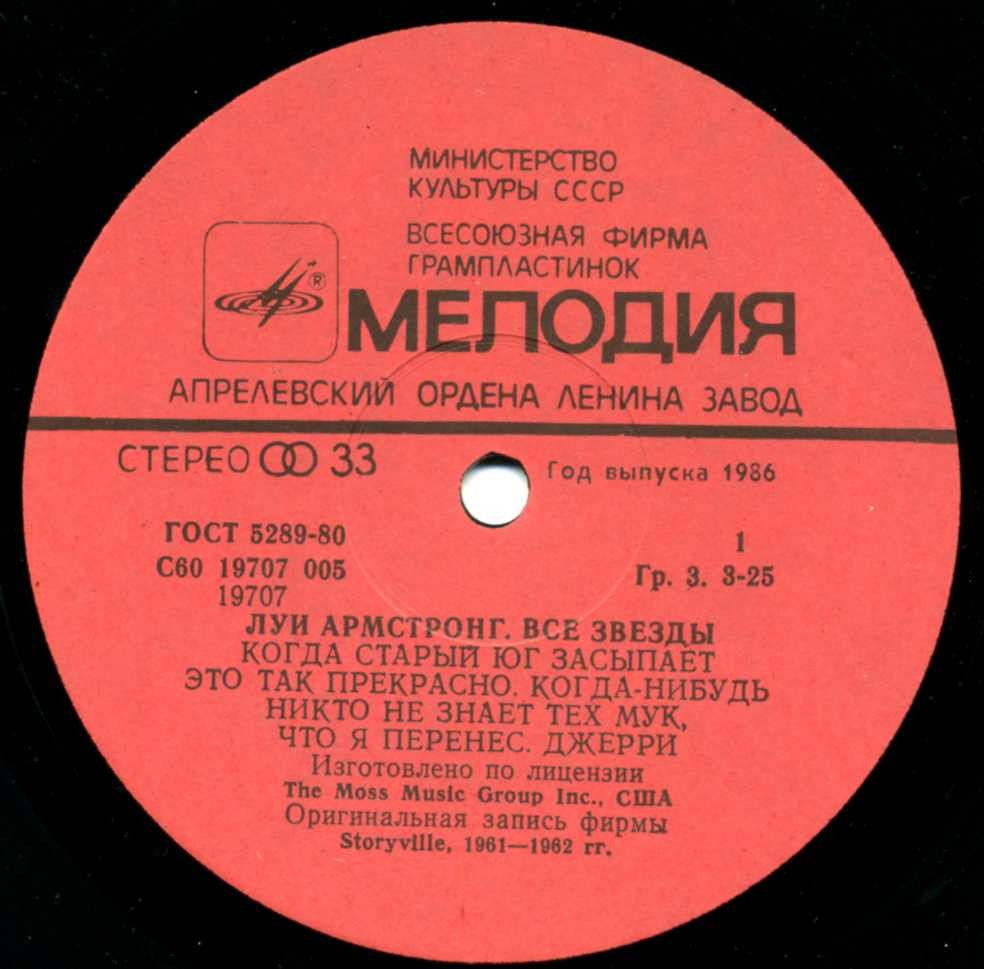 МИНИСТЕРСТВО
КУЛЬТУРЫ СССР
ВСЕСОЮЗНАЯ ФИРМА
ГРАМПЛАСТИНОК
®
МЕЛОДИЯ
АПРЕЛЕВСКИЙ ОРДЕНА ЛЕНИНА ЗАВОД
СТЕРЕО 33
Год выпуска 1986
ГОСТ 5289-80
1
С60 19707 005
Гр. 3. 3-25
19707
ЛУИ АРМСТРОНГ. ВСЕ ЗВЕЗДЫ
КОГДА СТАРЫЙ ЮГ ЗАСЫПАЕТ
ЭТО ТАК ПРЕКРАСНО. КОГДА-НИБУДЬ
НИКТО НЕ ЗНАЕТ ТЕХ МУК,
ЧТО Я ПЕРЕНЕС. ДЖЕРРИ
Изготовлено по лицензии
The Moss Music Group Inc., США
Оригинальная запись фирмы
Storyville, 1961—1962 гг.